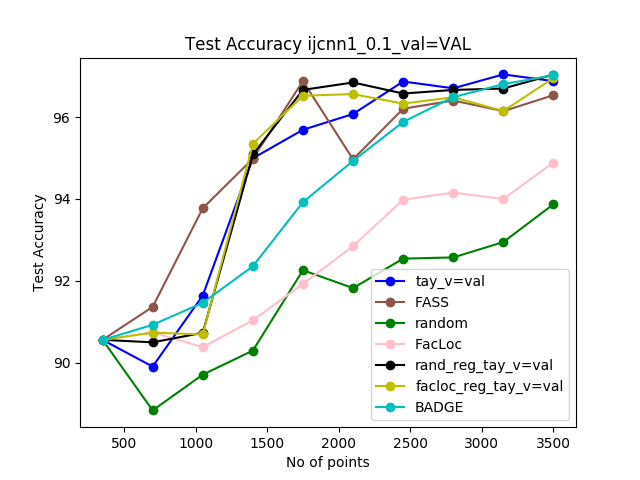 Test Accuracy ijcnn1_0.1_val=VAL
Test Accuracy
96
94
92
90
500
1000
1500
2000
2500
3000
3500
No of points
tay_v=val
FASS
random
FacLoc
rand_reg_tay_v=val
facloc_reg_tay_v=val
BADGE